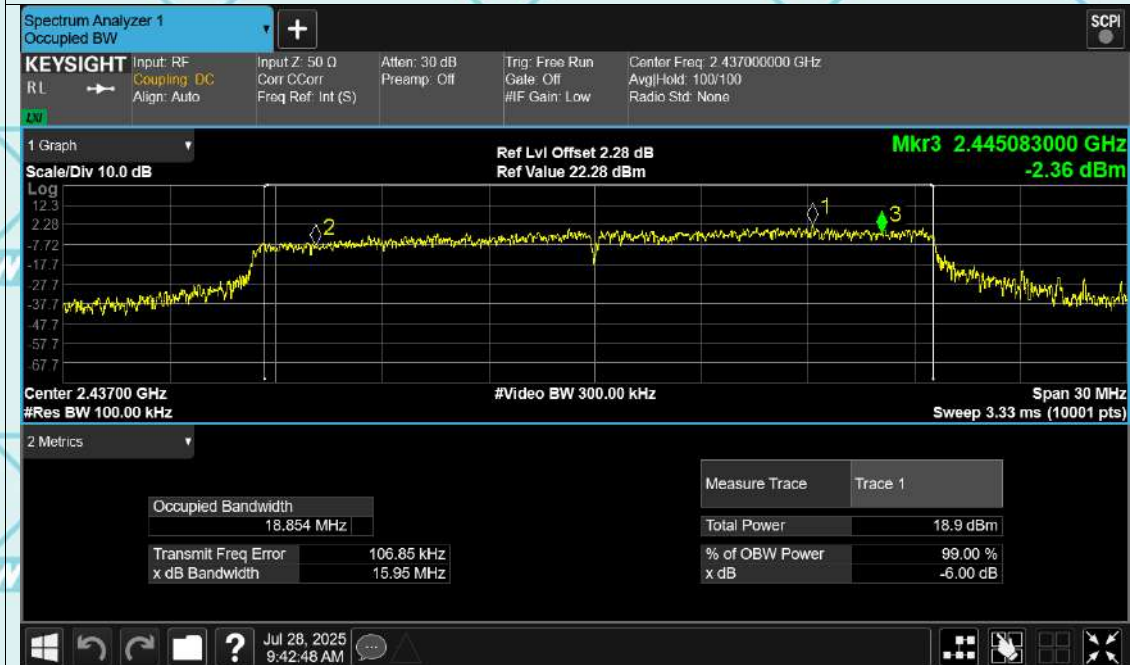 Spectrum Analyzer 1
Occupied BW
+
SCPI
KEYSIGHT
RL
LXI
Input: RF
Coupling: DC
Align: Auto
Input Z: 50 Ω
Corr CCorr
Freq Ref: Int (S)
Atten: 30 dB
Preamp: Off
Trig: Free Run
Gate: Off
#IF Gain: Low
Center Freq: 2.437000000 GHz
Avg|Hold: 100/100
Radio Std: None
1 Graph
Scale/Div 10.0 dB
Ref Lvl Offset 2.28 dB
Ref Value 22.28 dBm
Mkr3 2.445083000 GHz
-2.36 dBm
Log
12.3
2.28
-7.72
-17.7
-27.7
-37.7
-47.7
-57.7
-67.7
2
1
3
Center 2.43700 GHz
#Res BW 100.00 kHz
#Video BW 300.00 kHz
Span 30 MHz
Sweep 3.33 ms (10001 pts)
2 Metrics
Occupied Bandwidth
18.854 MHz
Transmit Freq Error 106.85 kHz
x dB Bandwidth 15.95 MHz
Measure Trace Trace 1
Total Power 18.9 dBm
% of OBW Power 99.00 %
x dB -6.00 dB
?
Jul 28, 2025
9:42:48 AM